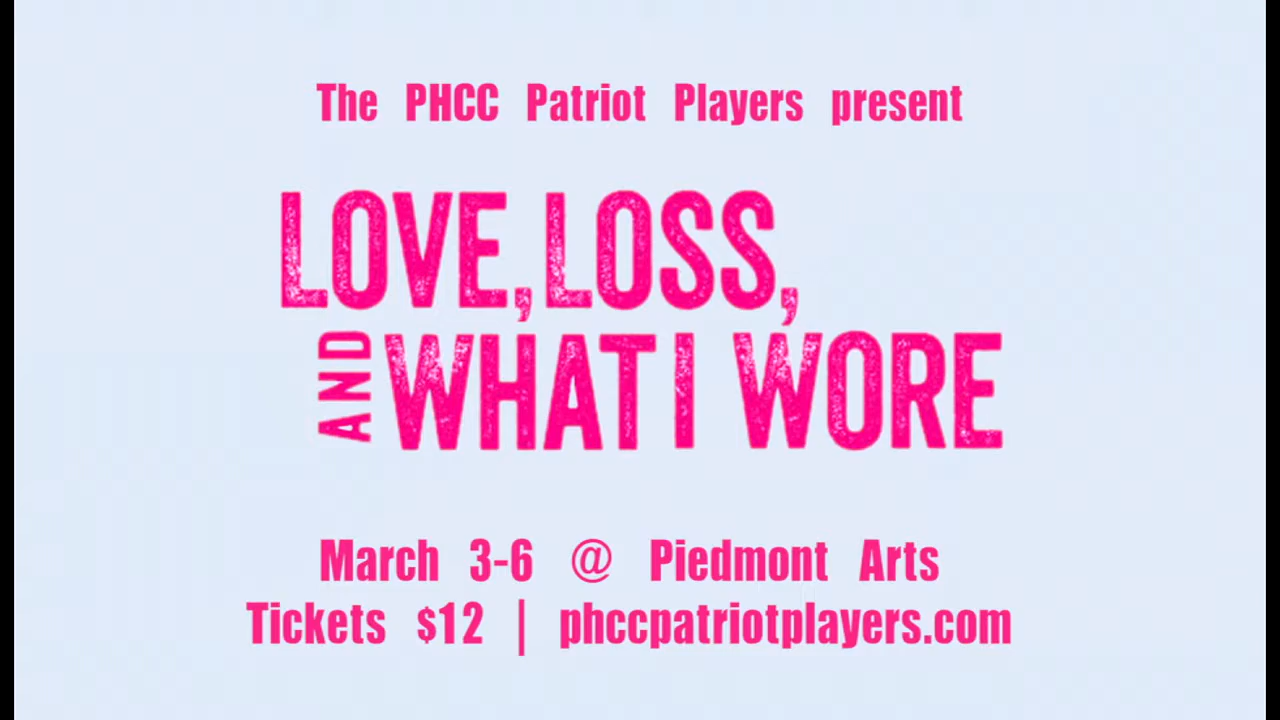 The PHCC Patriot Players present
LOVE, LOSS,
AND WHAT I WORE
March 3-6 @ Piedmont Arts
Tickets $12 | phccpatriotplayers.com